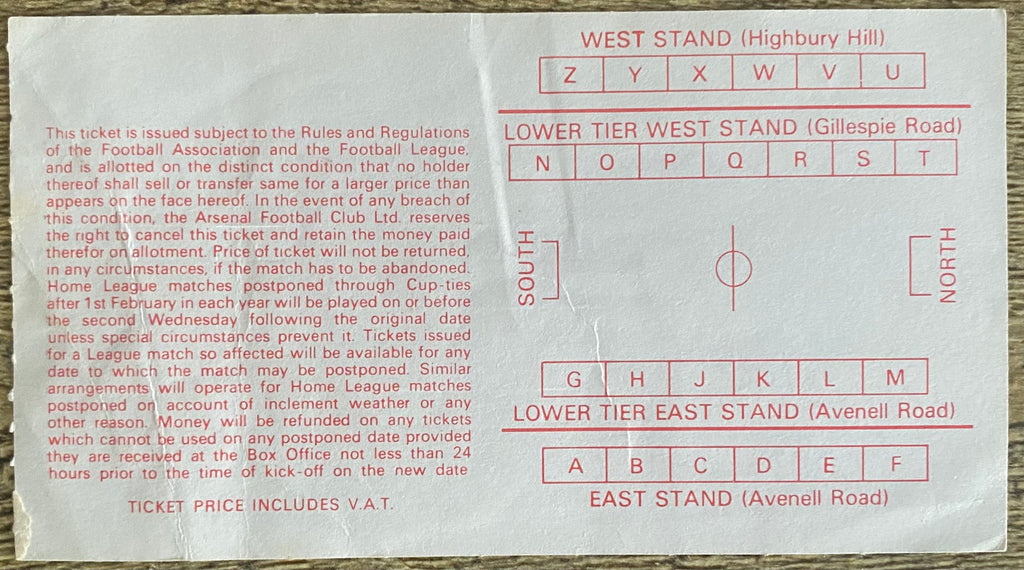 This ticket is issued subject to the Rules and Regulations
of the Football Association and the Football League,
and is allotted on the distinct condition that no holder
thereof shall sell or transfer same for a larger price than
appears on the face hereof. In the event of any breach of
this condition, the Arsenal Football Club Ltd. reserves
the right to cancel this ticket and retain the money paid
therefor on allotment. Price of ticket will not be returned,
in any circumstances, if the match has to be abandoned.
Home League matches postponed through Cup-ties
after 1st February in each year will be played on or before
the second Wednesday following the original date
unless special circumstances prevent it. Tickets issued
for a League match so affected will be available for any
date to which the match may be postponed. Similar
arrangements will operate for Home League matches
postponed on account of inclement weather or any
other reason. Money will be refunded on any tickets
which cannot be used on any postponed date provided
they are received at the Box Office not less than 24
hours prior to the time of kick-off on the new date
TICKET PRICE INCLUDES V.A.T.
WEST STAND (Highbury Hill)
Z Y X W V U
LOWER TIER WEST STAND (Gillespie Road)
N O P Q R S T
SOUTH
NORTH
G H J K L M
LOWER TIER EAST STAND (Avenell Road)
A B C D E F
EAST STAND (Avenell Road)